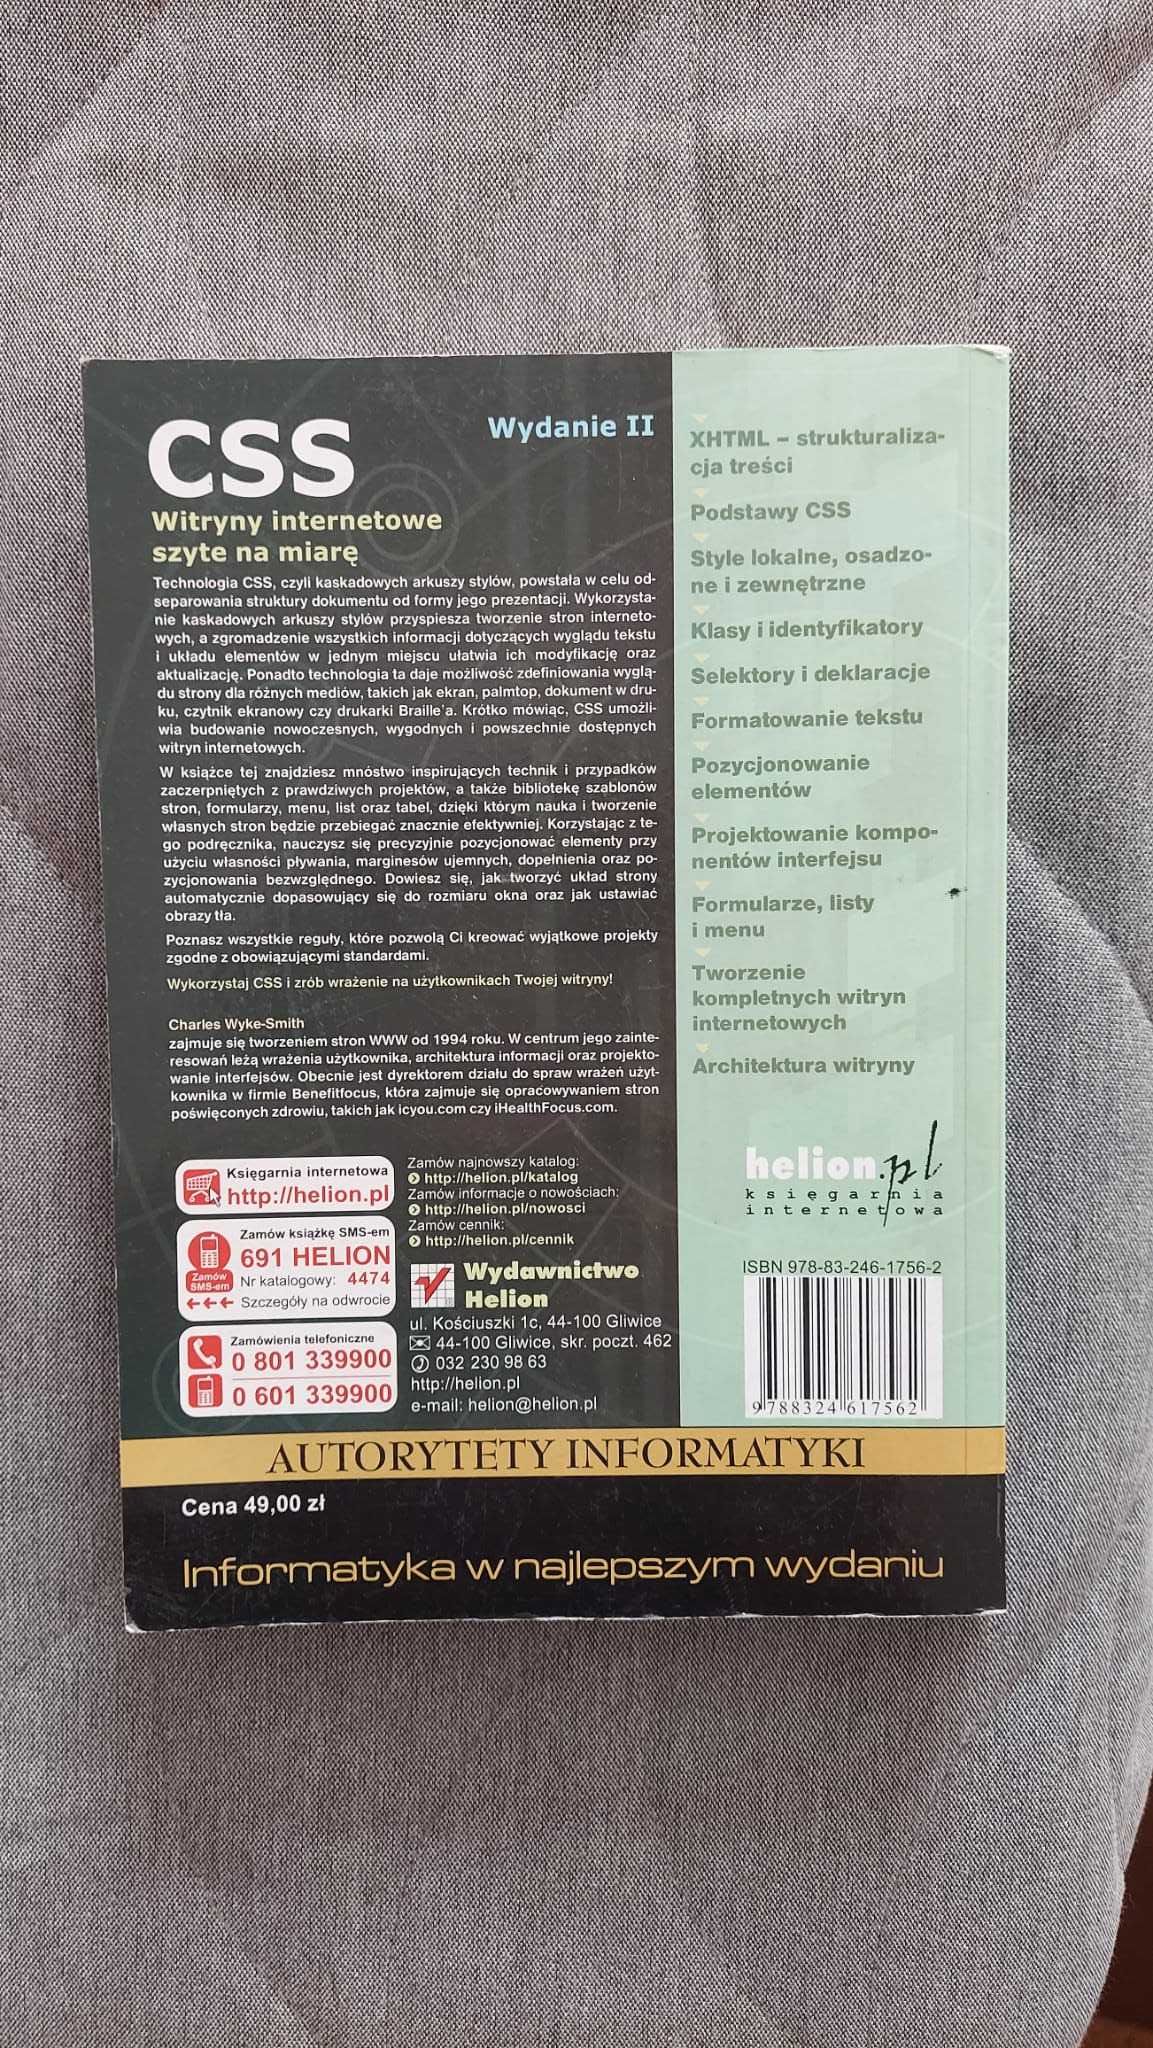 CSS
Wydanie II
Witryny internetowe
szyte na miarę
Technologia CSS, czyli kaskadowych arkuszy stylów, powstała w celu od-
separowania struktury dokumentu od formy jego prezentacji. Wykorzysta-
nie kaskadowych arkuszy stylów przyspiesza tworzenie stron interneto-
wych, a zgromadzenie wszystkich informacji dotyczących wyglądu tekstu
i układu elementów w jednym miejscu ułatwia ich modyfikację oraz
aktualizację. Ponadto technologia ta daje możliwość zdefiniowania wyglą-
du strony dla różnych mediów, takich jak ekran, palmtop, dokument w dru-
ku, czytnik ekranowy czy drukarki Braille'a. Krótko mówiąc, CSS umożli-
wia budowanie nowoczesnych, wygodnych i powszechnie dostępnych
witryn internetowych.
W książce tej znajdziesz mnóstwo inspirujących technik i przypadków
zaczerpniętych z prawdziwych projektów, a także bibliotekę szablonów
stron, formularzy, menu, list oraz tabel, dzięki którym nauka i tworzenie
własnych stron będzie przebiegać znacznie efektywniej. Korzystając z te-
go podręcznika, nauczysz się precyzyjnie pozycjonować elementy przy
użyciu własności pływania, marginesów ujemnych, dopełnienia oraz po-
zycjonowania bezwzględnego. Dowiesz się, jak tworzyć układ strony
automatycznie dopasowujący się do rozmiaru okna oraz jak ustawiać
obrazy tła.
Poznasz wszystkie reguły, które pozwolą Ci kreować wyjątkowe projekty
zgodne z obowiązującymi standardami.
Wykorzystaj CSS i zrób wrażenie na użytkownikach Twojej witryny!
Charles Wyke-Smith
zajmuje się tworzeniem stron WWW od 1994 roku. W centrum jego zainte-
resowań leżą wrażenia użytkownika, architektura informacji oraz projekto-
wanie interfejsów. Obecnie jest dyrektorem działu do spraw wrażeń użyt-
kownika w firmie Benefitfocus, która zajmuje się opracowywaniem stron
poświęconych zdrowiu, takich jak icyou.com czy iHealthFocus.com.
XHTML – strukturaliza-
cja treści
Podstawy CSS
Style lokalne, osadzo-
ne i zewnętrzne
Klasy i identyfikatory
Selektory i deklaracje
Formatowanie tekstu
Pozycjonowanie
elementów
Projektowanie kompo-
nentów interfejsu
Formularze, listy
i menu
Tworzenie
kompletnych witryn
internetowych
Architektura witryny
Księgarnia internetowa
http://helion.pl
Zamów książkę SMS-em
691 HELION
Zamów
SMS-em
Nr katalogowy: 4474
Szczegóły na odwrocie
Zamówienia telefoniczne
0 801 339900
0 601 339900
Zamów najnowszy katalog:
http://helion.pl/katalog
Zamów informacje o nowościach:
http://helion.pl/nowosci
Zamów cennik:
http://helion.pl/cennik
Wydawnictwo
Helion
ul. Kościuszki 1c, 44-100 Gliwice
44-100 Gliwice, skr. poczt. 462
032 230 98 63
http://helion.pl
e-mail: helion@helion.pl
helion.pl
księgarnia
internetowa
ISBN 978-83-246-1756-2
9 788324 617562
AUTORYTETY INFORMATYKI
Cena 49,00 zł
Informatyka w najlepszym wydaniu